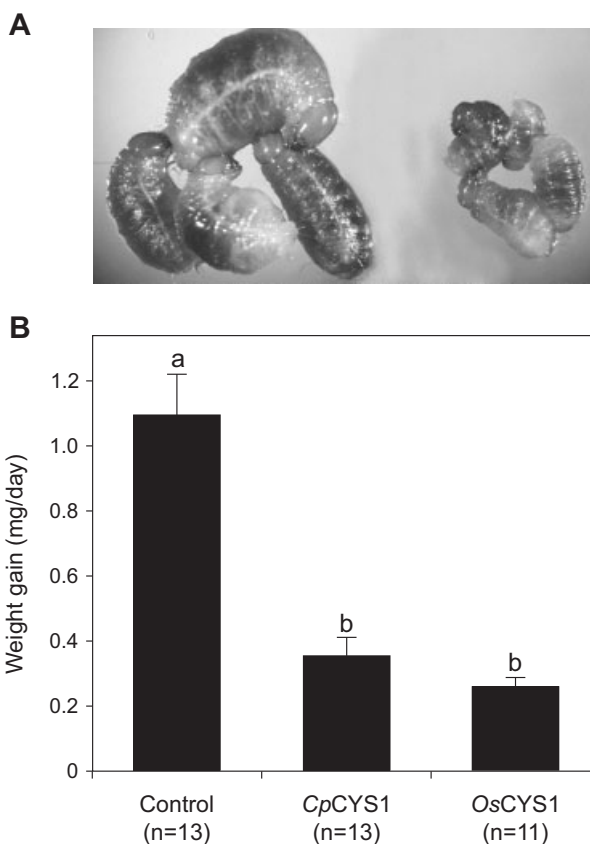 A
B
Weight gain (mg/day)
1.2
1.0
0.8
0.6
0.4
0.2
0
a
b
b
Control
(n=13)
CpCYS1
(n=13)
OsCYS1
(n=11)